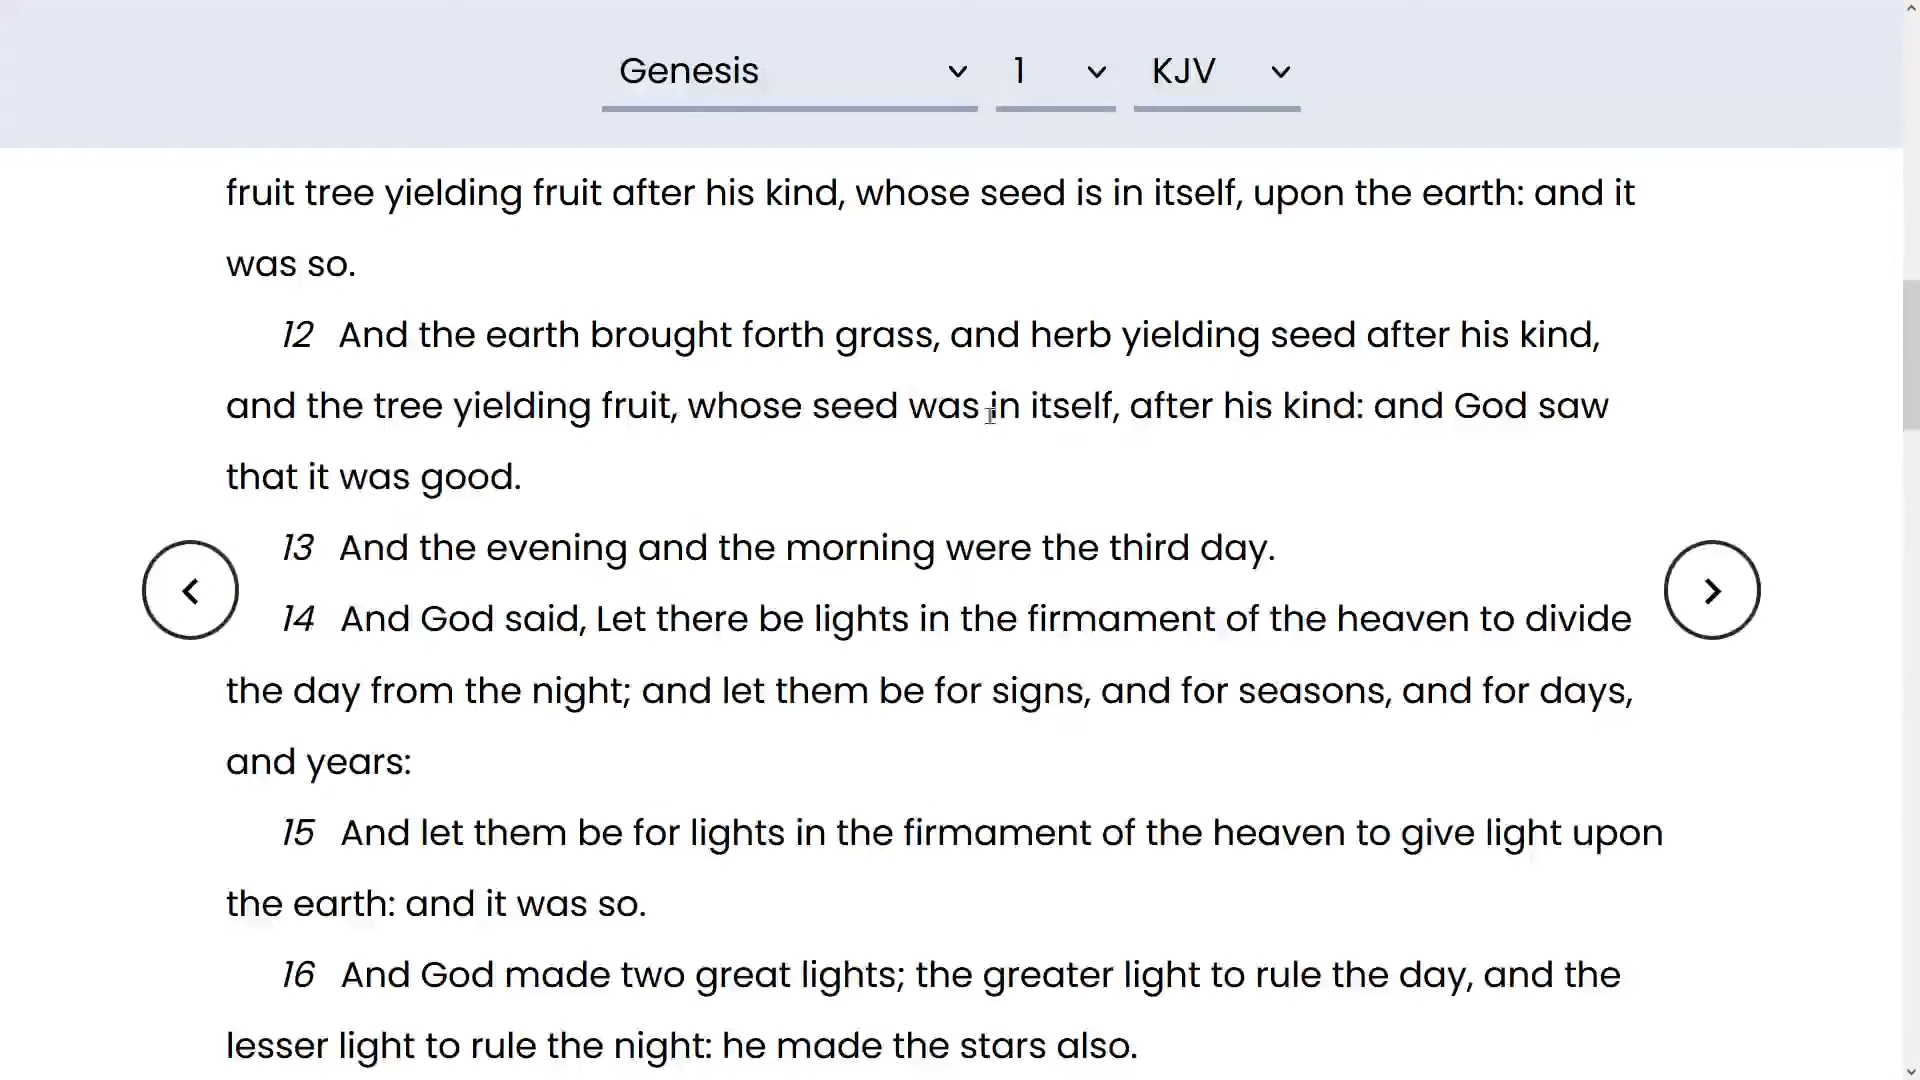 Genesis 1 KJV
fruit tree yielding fruit after his kind, whose seed is in itself, upon the earth: and it
was so.
12 And the earth brought forth grass, and herb yielding seed after his kind,
and the tree yielding fruit, whose seed was in itself, after his kind: and God saw
that it was good.
13 And the evening and the morning were the third day.
14 And God said, Let there be lights in the firmament of the heaven to divide
the day from the night; and let them be for signs, and for seasons, and for days,
and years:
15 And let them be for lights in the firmament of the heaven to give light upon
the earth: and it was so.
16 And God made two great lights; the greater light to rule the day, and the
lesser light to rule the night: he made the stars also.